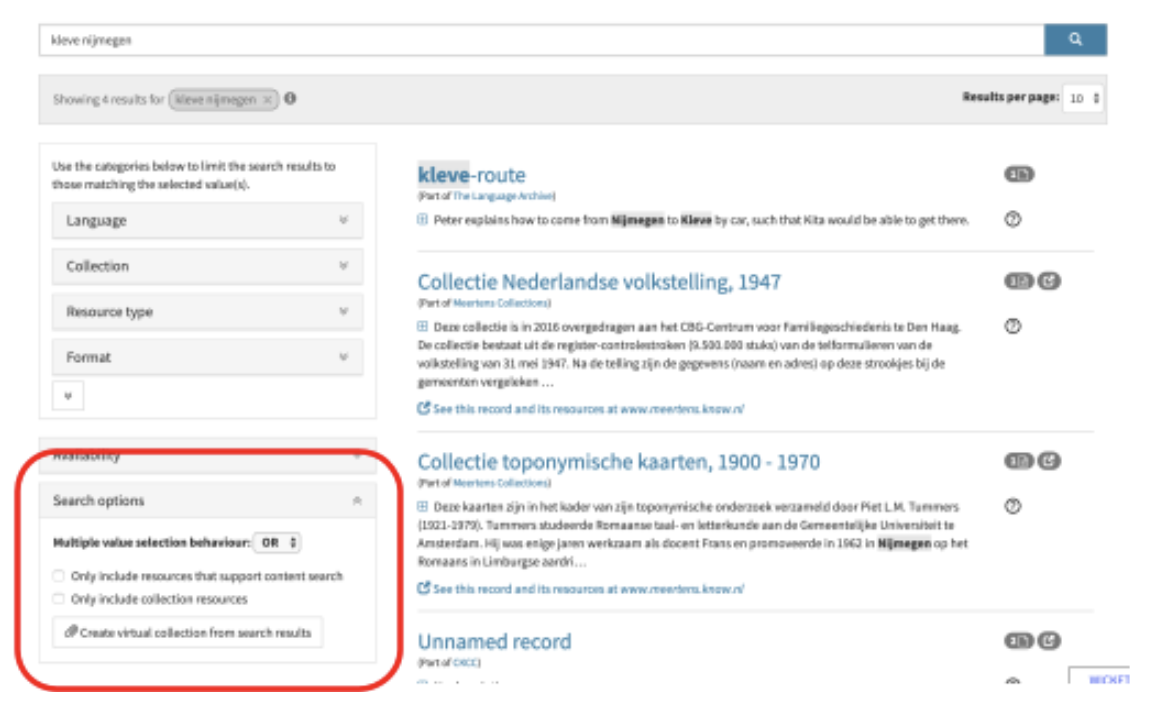 kleve nijmegen
Showing 4 results for kleve nijmegen ×
Results per page: 10
Use the categories below to limit the search results to
those matching the selected value(s).
Language
Collection
Resource type
Format
Availability
Search options
Multiple value selection behaviour: OR
Only include resources that support content search
Only include collection resources
Create virtual collection from search results
kleve-route
(Part of The Language Archive)
Peter explains how to come from Nijmegen to Kleve by car, such that Kita would be able to get there.
Collectie Nederlandse volkstelling, 1947
(Part of Meertens Collections)
Deze collectie is in 2016 overgedragen aan het CBG-Centrum voor Familiegeschiedenis te Den Haag.
De collectie bestaat uit de register-controlestroken (9.500.000 stuks) van de telformulieren van de
volkstelling van 31 mei 1947. Na de telling zijn de gegevens (naam en adres) op deze strookjes bij de
gemeenten vergeleken ...
See this record and its resources at www.meertens.knaw.nl
Collectie toponymische kaarten, 1900 - 1970
(Part of Meertens Collections)
Deze kaarten zijn in het kader van zijn toponymische onderzoek verzameld door Piet L.M. Tummers
(1921-1979). Tummers studeerde Romaanse taal- en letterkunde aan de Gemeentelijke Universiteit te
Amsterdam. Hij was enige jaren werkzaam als docent Frans en promoveerde in 1962 in Nijmegen op het
Romaans in Limburgse aardri...
See this record and its resources at www.meertens.knaw.nl
Unnamed record
(Part of CKCC)
WICKET